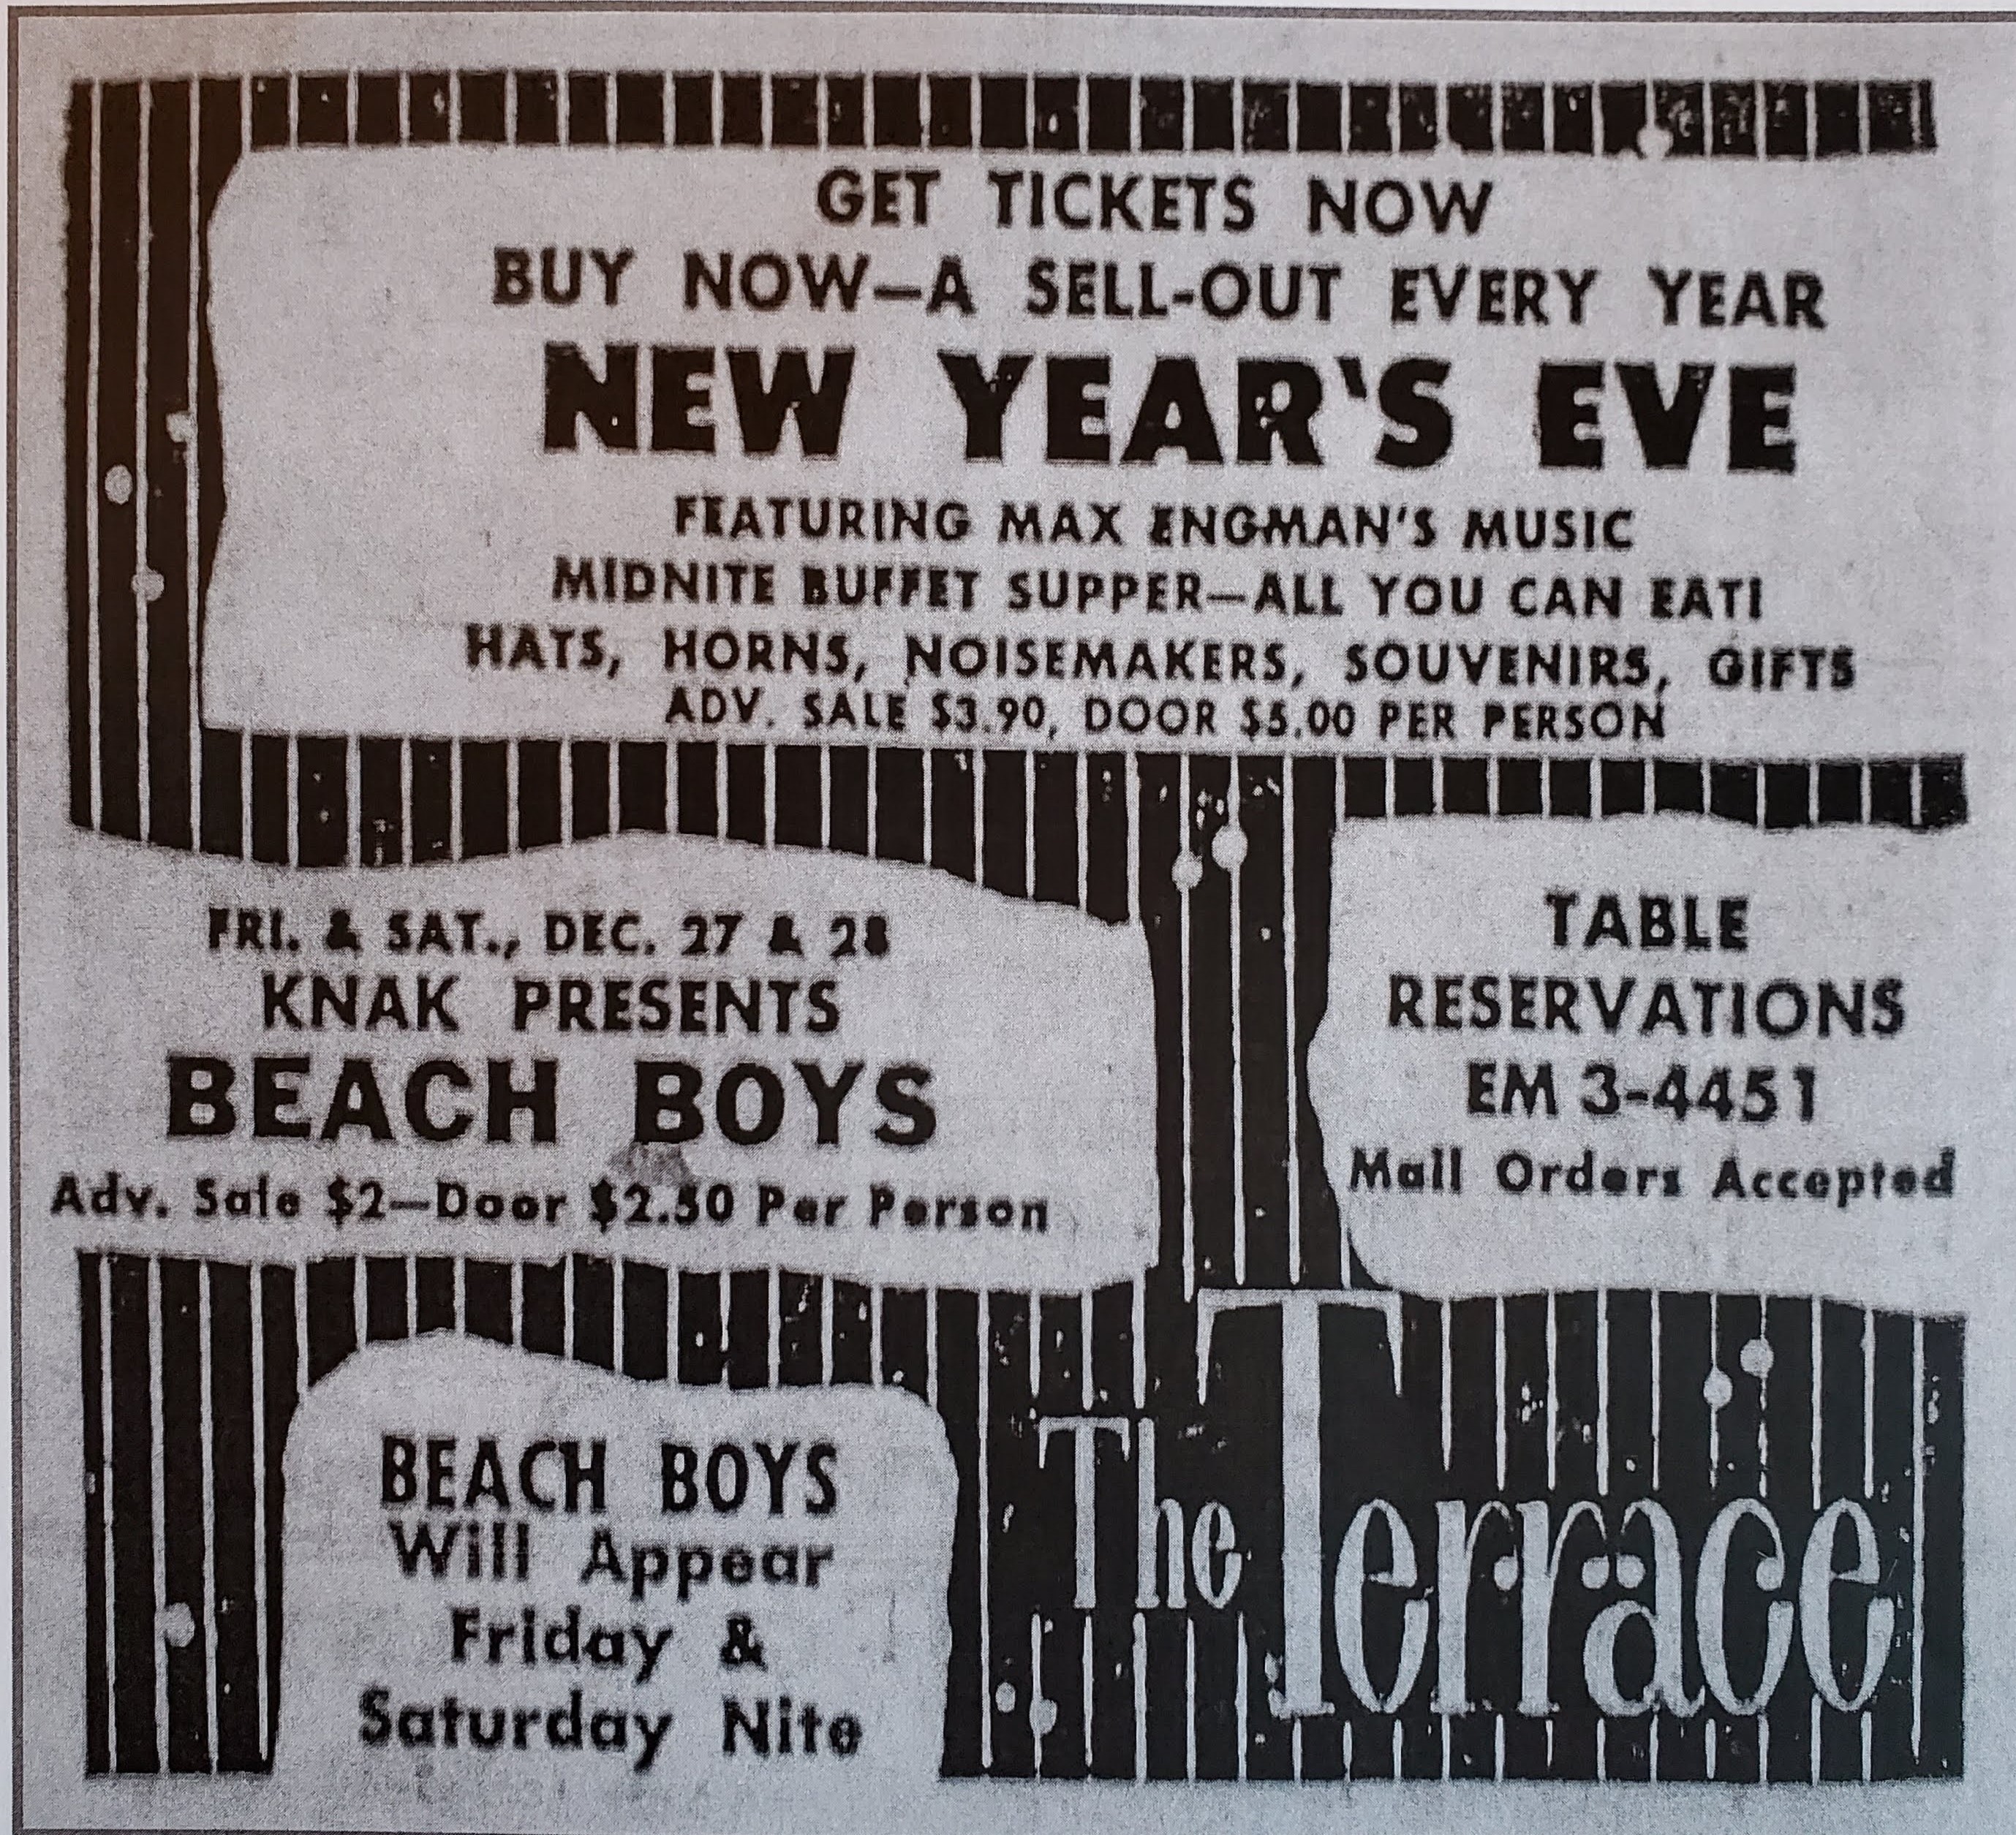 GET TICKETS NOW
BUY NOW—A SELL-OUT EVERY YEAR
NEW YEAR'S EVE
FEATURING MAX ENGMAN'S MUSIC
MIDNITE BUFFET SUPPER—ALL YOU CAN EAT!
HATS, HORNS, NOISEMAKERS, SOUVENIRS, GIFTS
ADV. SALE $3.90, DOOR $5.00 PER PERSON
FRI. & SAT., DEC. 27 & 28
KNAK PRESENTS
BEACH BOYS
Adv. Sale $2—Door $2.50 Per Person
TABLE
RESERVATIONS
EM 3-4451
Mail Orders Accepted
BEACH BOYS
Will Appear
Friday &
Saturday Nite
The Terrace